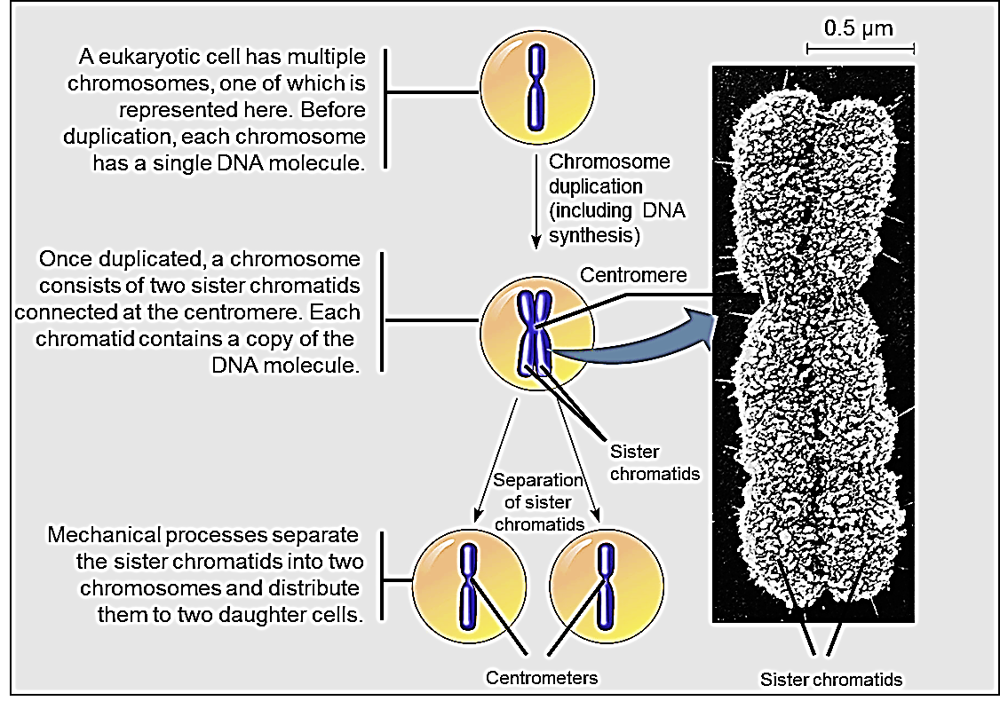 0.5 μm
A eukaryotic cell has multiple
chromosomes, one of which is
represented here. Before
duplication, each chromosome
has a single DNA molecule.
Chromosome
duplication
(including DNA
synthesis)
Once duplicated, a chromosome
consists of two sister chromatids
connected at the centromere. Each
chromatid contains a copy of the
DNA molecule.
Centromere
Sister
chromatids
Separation
of sister
chromatids
Mechanical processes separate
the sister chromatids into two
chromosomes and distribute
them to two daughter cells.
Centrometers
Sister chromatids